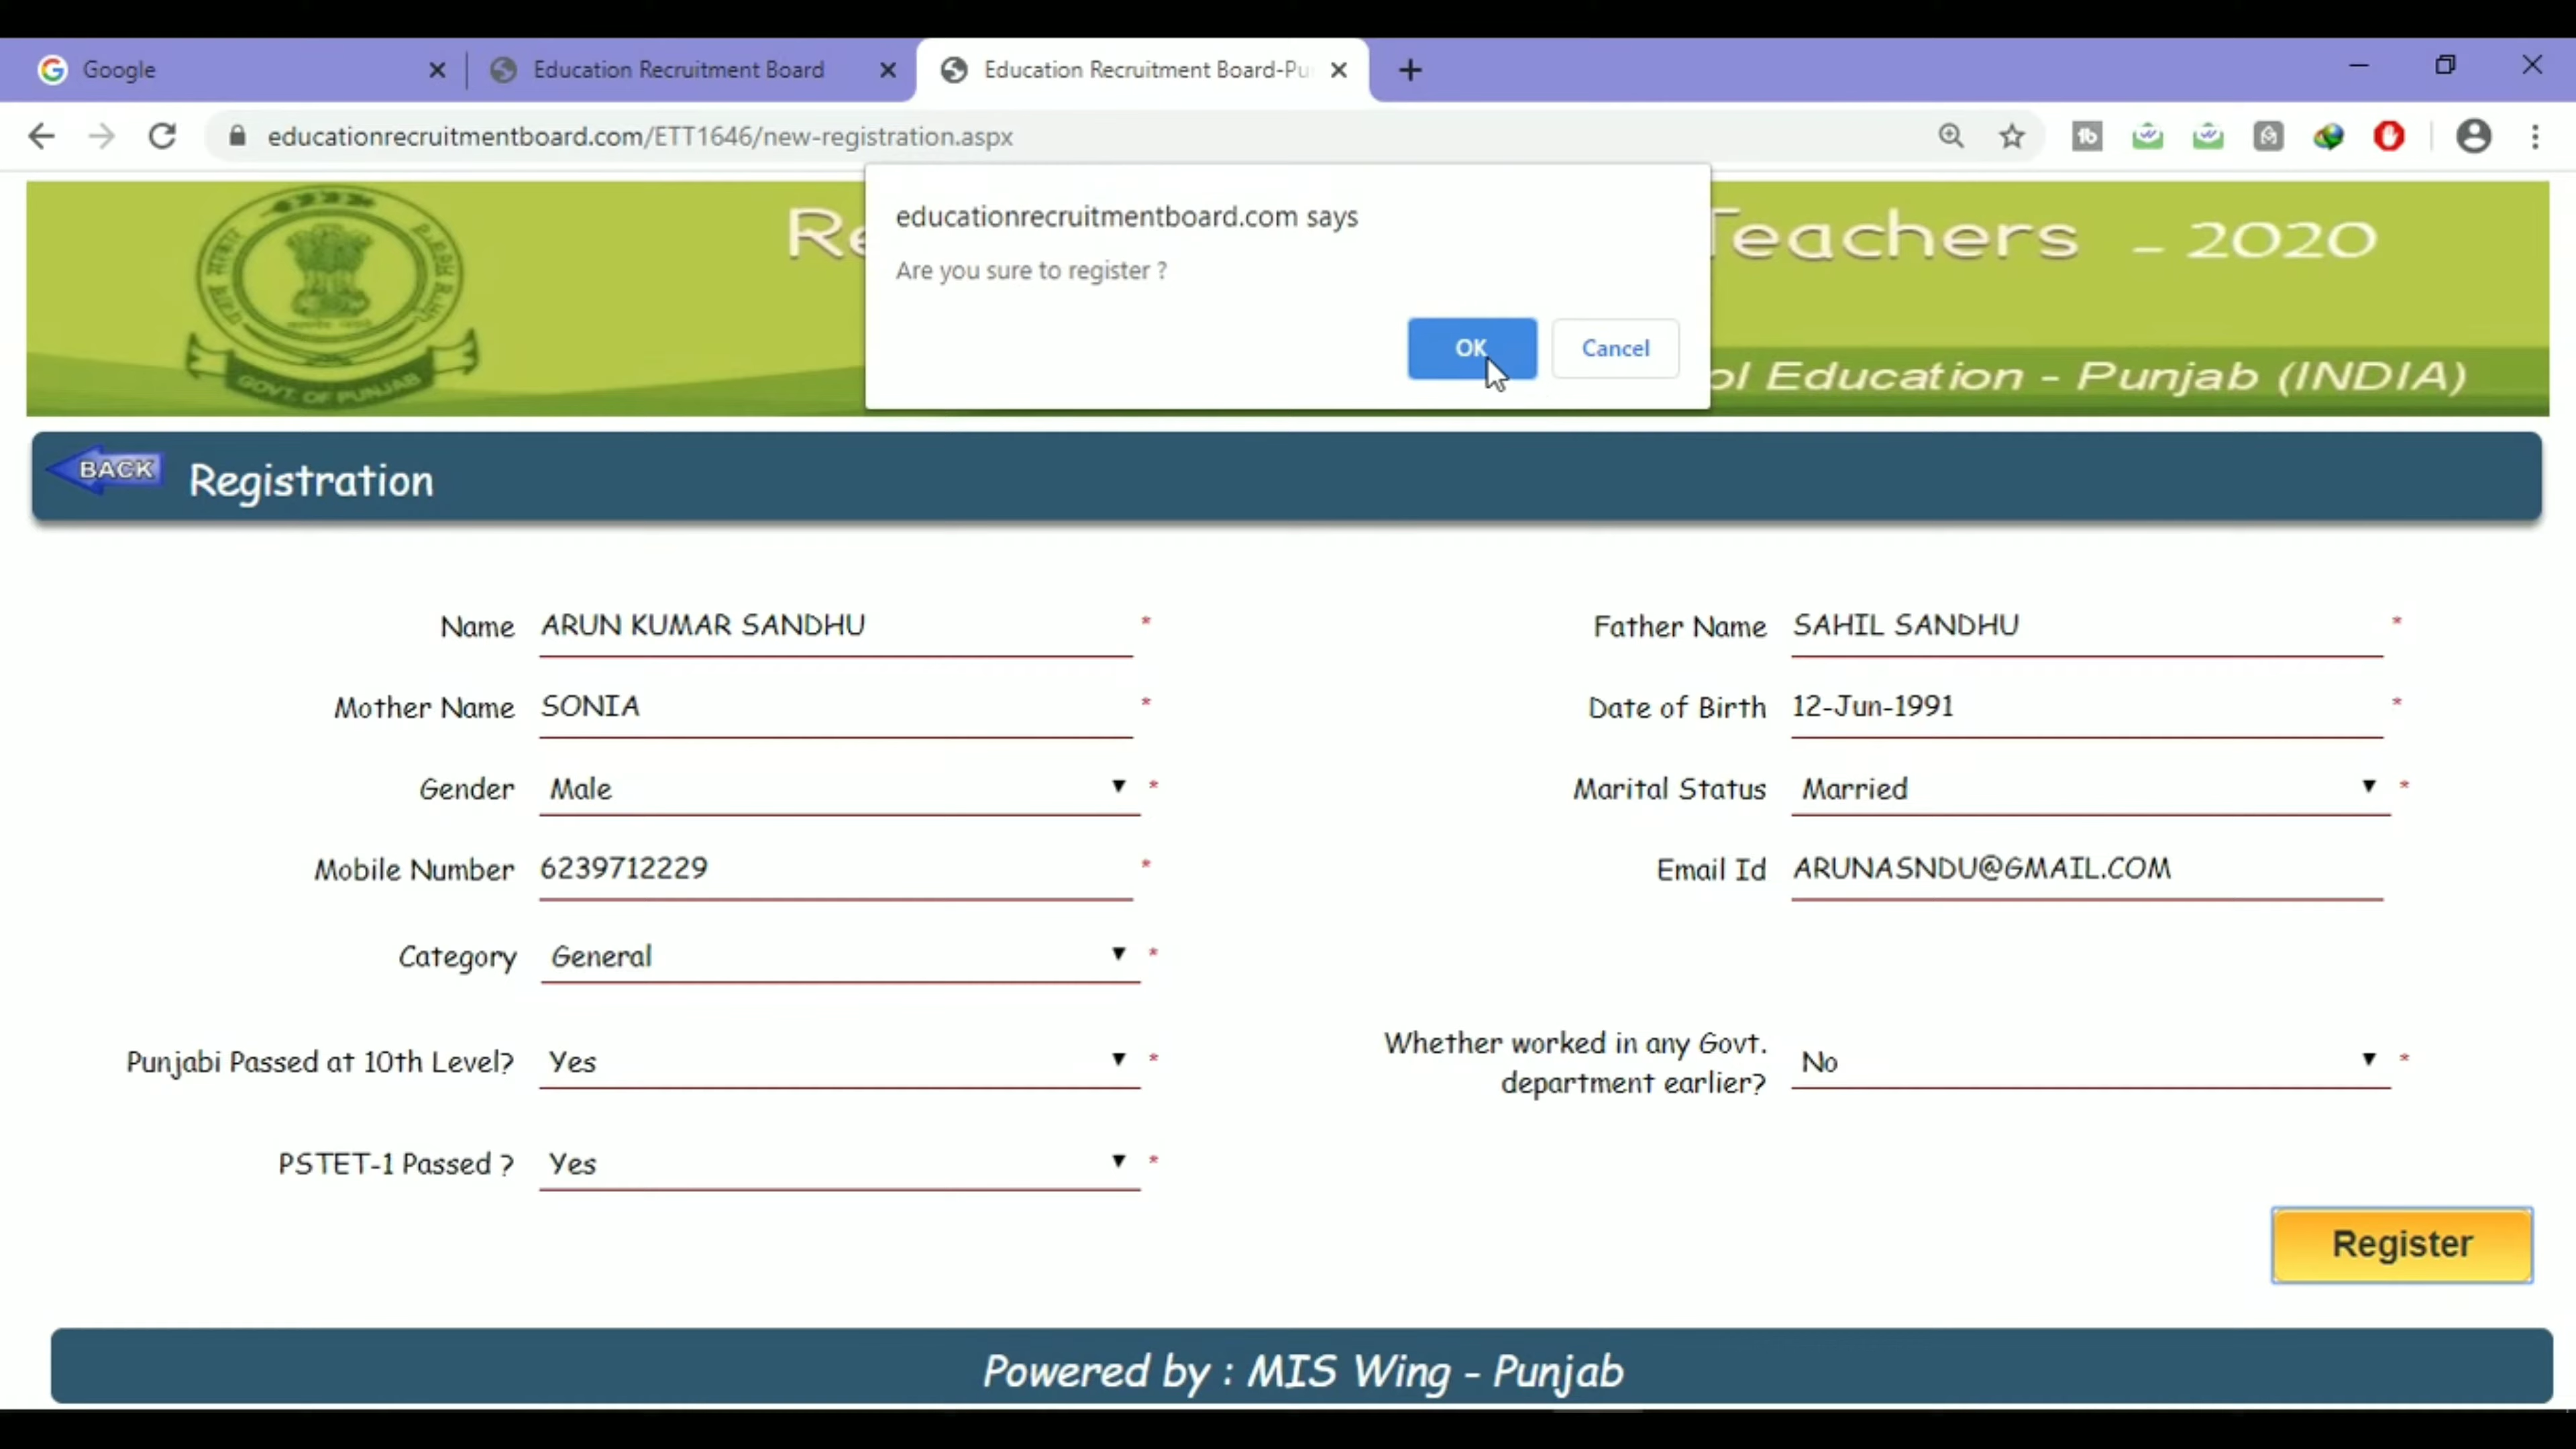 Google
Education Recruitment Board
Education Recruitment Board-Pu
educationrecruitmentboard.com/ETT1646/new-registration.aspx
educationrecruitmentboard.com says
Are you sure to register ?
OK
Cancel
Teachers - 2020
Education - Punjab (INDIA)
GOVT. OF PUNJAB
BACK
Registration
Name ARUN KUMAR SANDHU *
Father Name SAHIL SANDHU *
Mother Name SONIA *
Date of Birth 12-Jun-1991 *
Gender Male *
Marital Status Married *
Mobile Number 6239712229 *
Email Id ARUNASNDU@GMAIL.COM
Category General *
Punjabi Passed at 10th Level? Yes *
Whether worked in any Govt.
department earlier? No *
PSTET-1 Passed ? Yes *
Register
Powered by : MIS Wing - Punjab